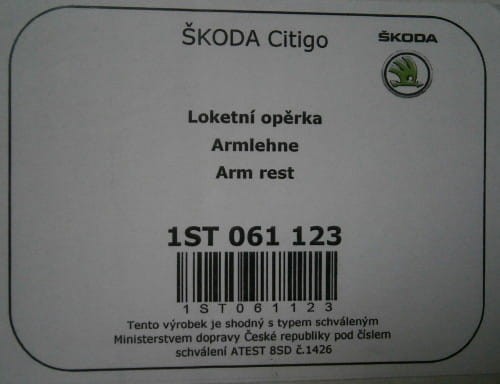 ŠKODA Citigo
ŠKODA
Loketní opěrka
Armlehne
Arm rest
1ST 061 123
1ST061123
Tento výrobek je shodný s typem schváleným
Ministerstvem dopravy České republiky pod číslem
schválení ATEST 8SD č.1426